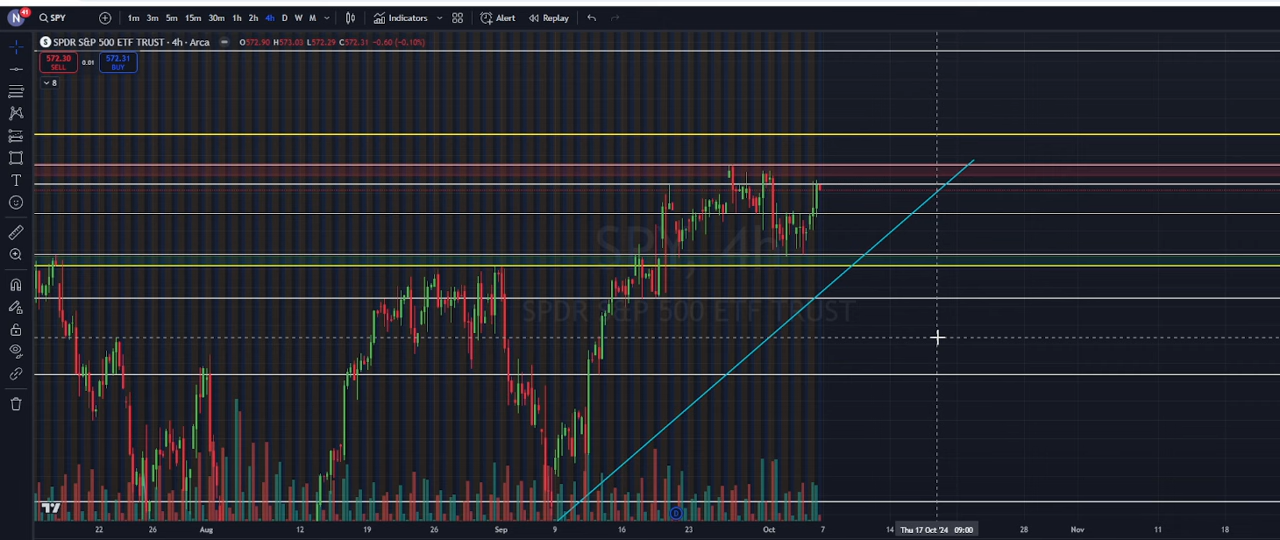 N 41 SPY 1m 3m 5m 15m 30m 1h 2h 4h D W M Indicators Alert Replay
S SPDR S&P 500 ETF TRUST · 4h · Arca O572.90 H573.03 L572.29 C572.31 -0.60 (-0.10%)
572.30 SELL 0.01 572.31 BUY
8
SPY, 4h
SPDR S&P 500 ETF TRUST
D
22 26 Aug 12 19 26 Sep 9 16 23 Oct 7 14 Thu 17 Oct '24 09:00 28 Nov 11 18